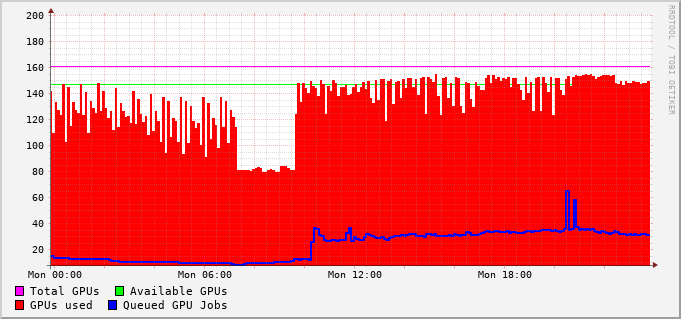 200
180
160
140
120
100
80
60
40
20
Mon 00:00 Mon 06:00 Mon 12:00 Mon 18:00
Total GPUs Available GPUs
GPUs used Queued GPU Jobs
RRDTOOL / TOBI OETIKER